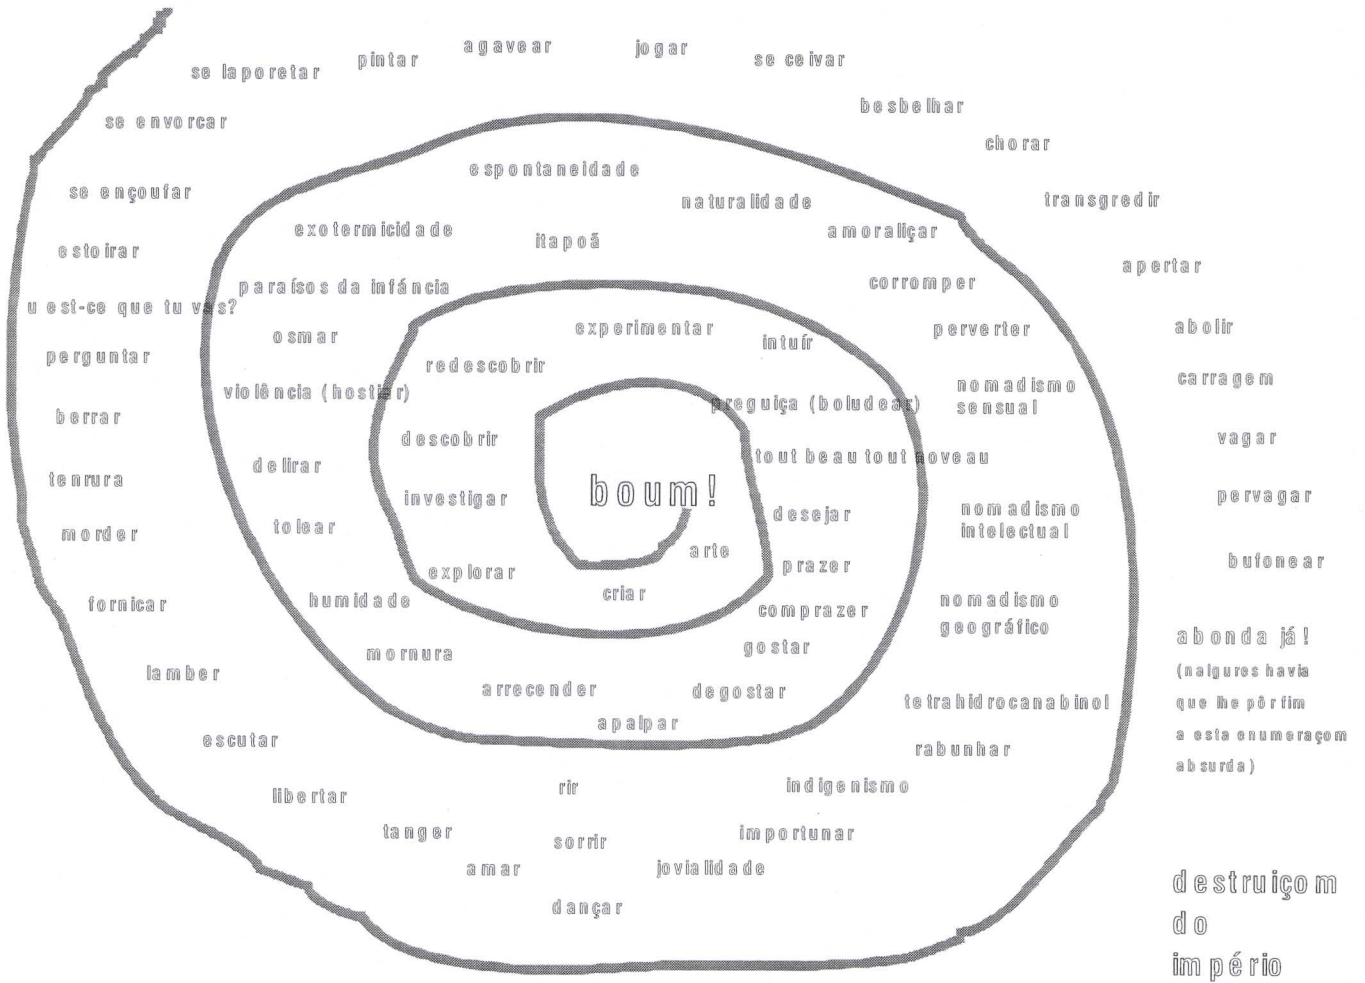 boum!
arte
criar
explorar
investigar
descobrir
redescobrir
experimentar
intuír
preguiça (boludear)
tout beau tout noveau
desejar
prazer
comprazer
gostar
degostar
apalpar
arrecender
mornura
humidade
tolear
delirar
violência (hostiar)
osmar
paraísos da infáncia
exotermicidade
itapoã
espontaneidade
naturalidade
amoraliçar
corromper
perverter
nomadismo
sensual
nomadismo
intelectual
nomadismo
geográfico
tetrahidrocanabinol
rabunhar
indigenismo
importunar
jovialidade
rir
sorrir
dançar
amar
tanger
libertar
escutar
lamber
fornicar
morder
tenrura
berrar
perguntar
u est-ce que tu vas?
estoirar
se ençoufar
se envorcar
se laporetar
pintar
agavear
jogar
se ceivar
besbelhar
chorar
transgredir
apertar
abolir
carragem
vagar
pervagar
bufonear
abonda já!
(nalgures havia
que lhe pôr fim
a esta enumeraçom
absurda)
destruiçom
do
império